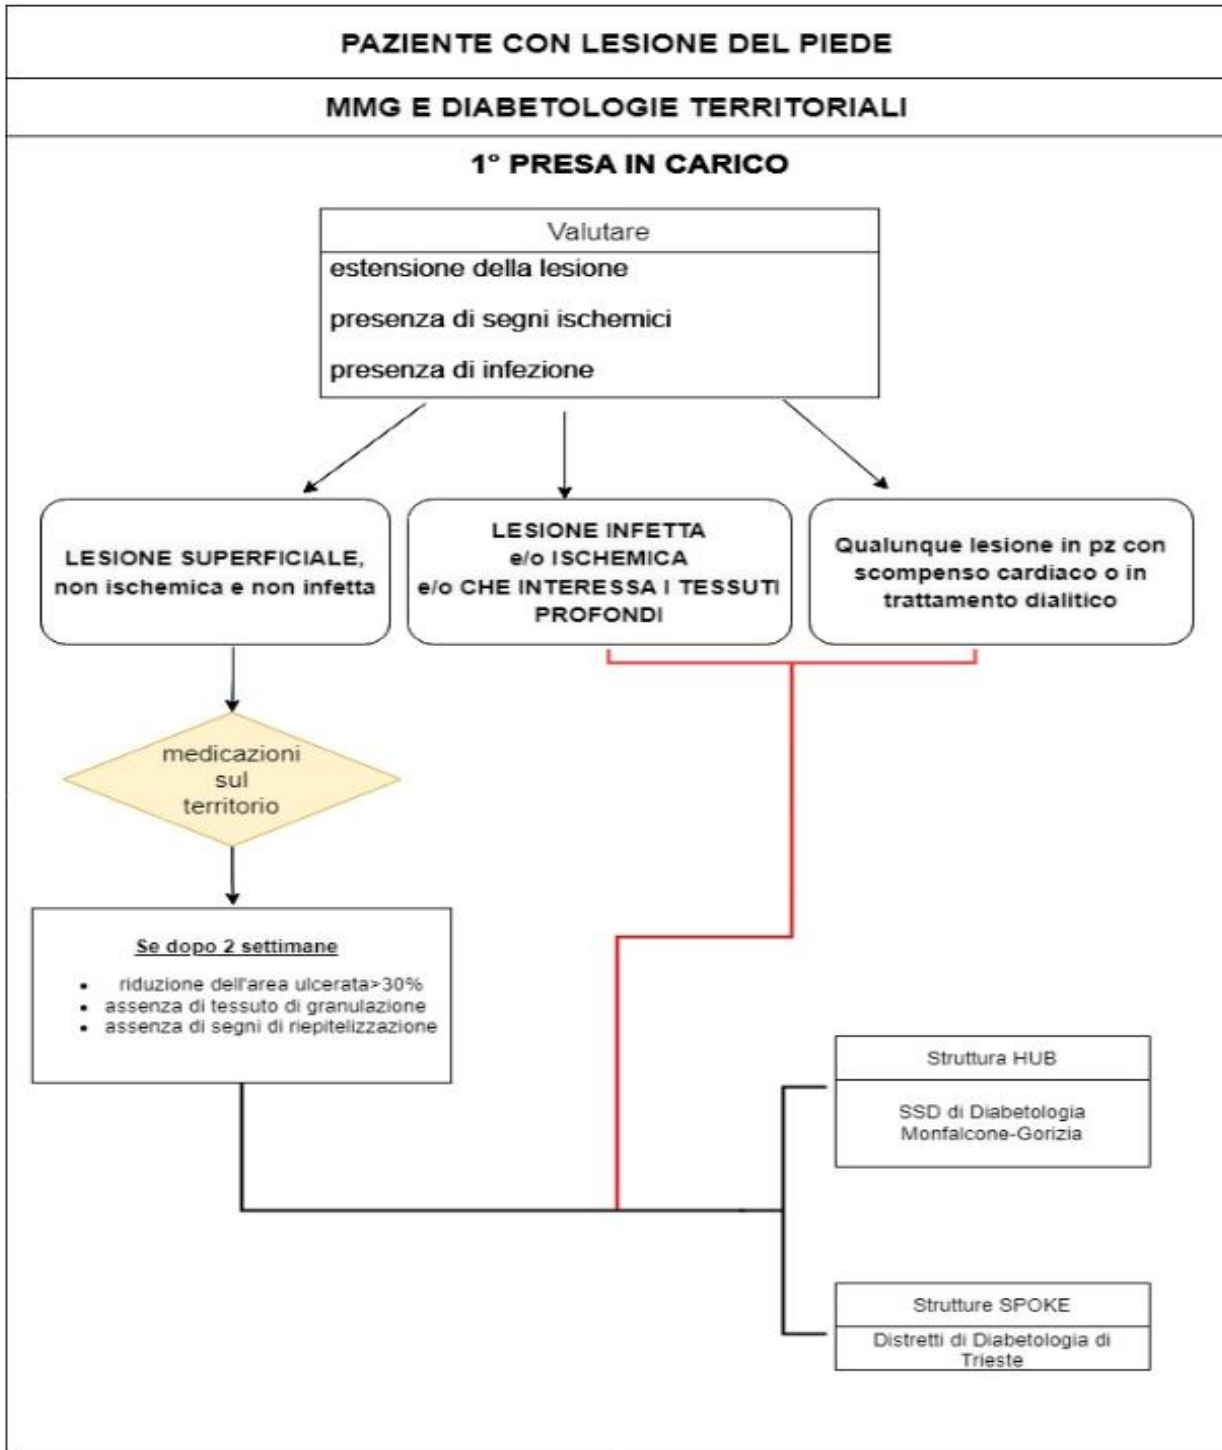 PAZIENTE CON LESIONE DEL PIEDE
MMG E DIABETOLOGIE TERRITORIALI
1° PRESA IN CARICO
Valutare
estensione della lesione
presenza di segni ischemici
presenza di infezione
LESIONE SUPERFICIALE,
non ischemica e non infetta
LESIONE INFETTA
e/o ISCHEMICA
e/o CHE INTERESSA I TESSUTI
PROFONDI
Qualunque lesione in pz con
scompenso cardiaco o in
trattamento dialitico
medicazioni
sul
territorio
Se dopo 2 settimane
• riduzione dell'area ulcerata>30%
• assenza di tessuto di granulazione
• assenza di segni di riepitelizzazione
Struttura HUB
SSD di Diabetologia
Monfalcone-Gorizia
Strutture SPOKE
Distretti di Diabetologia di
Trieste